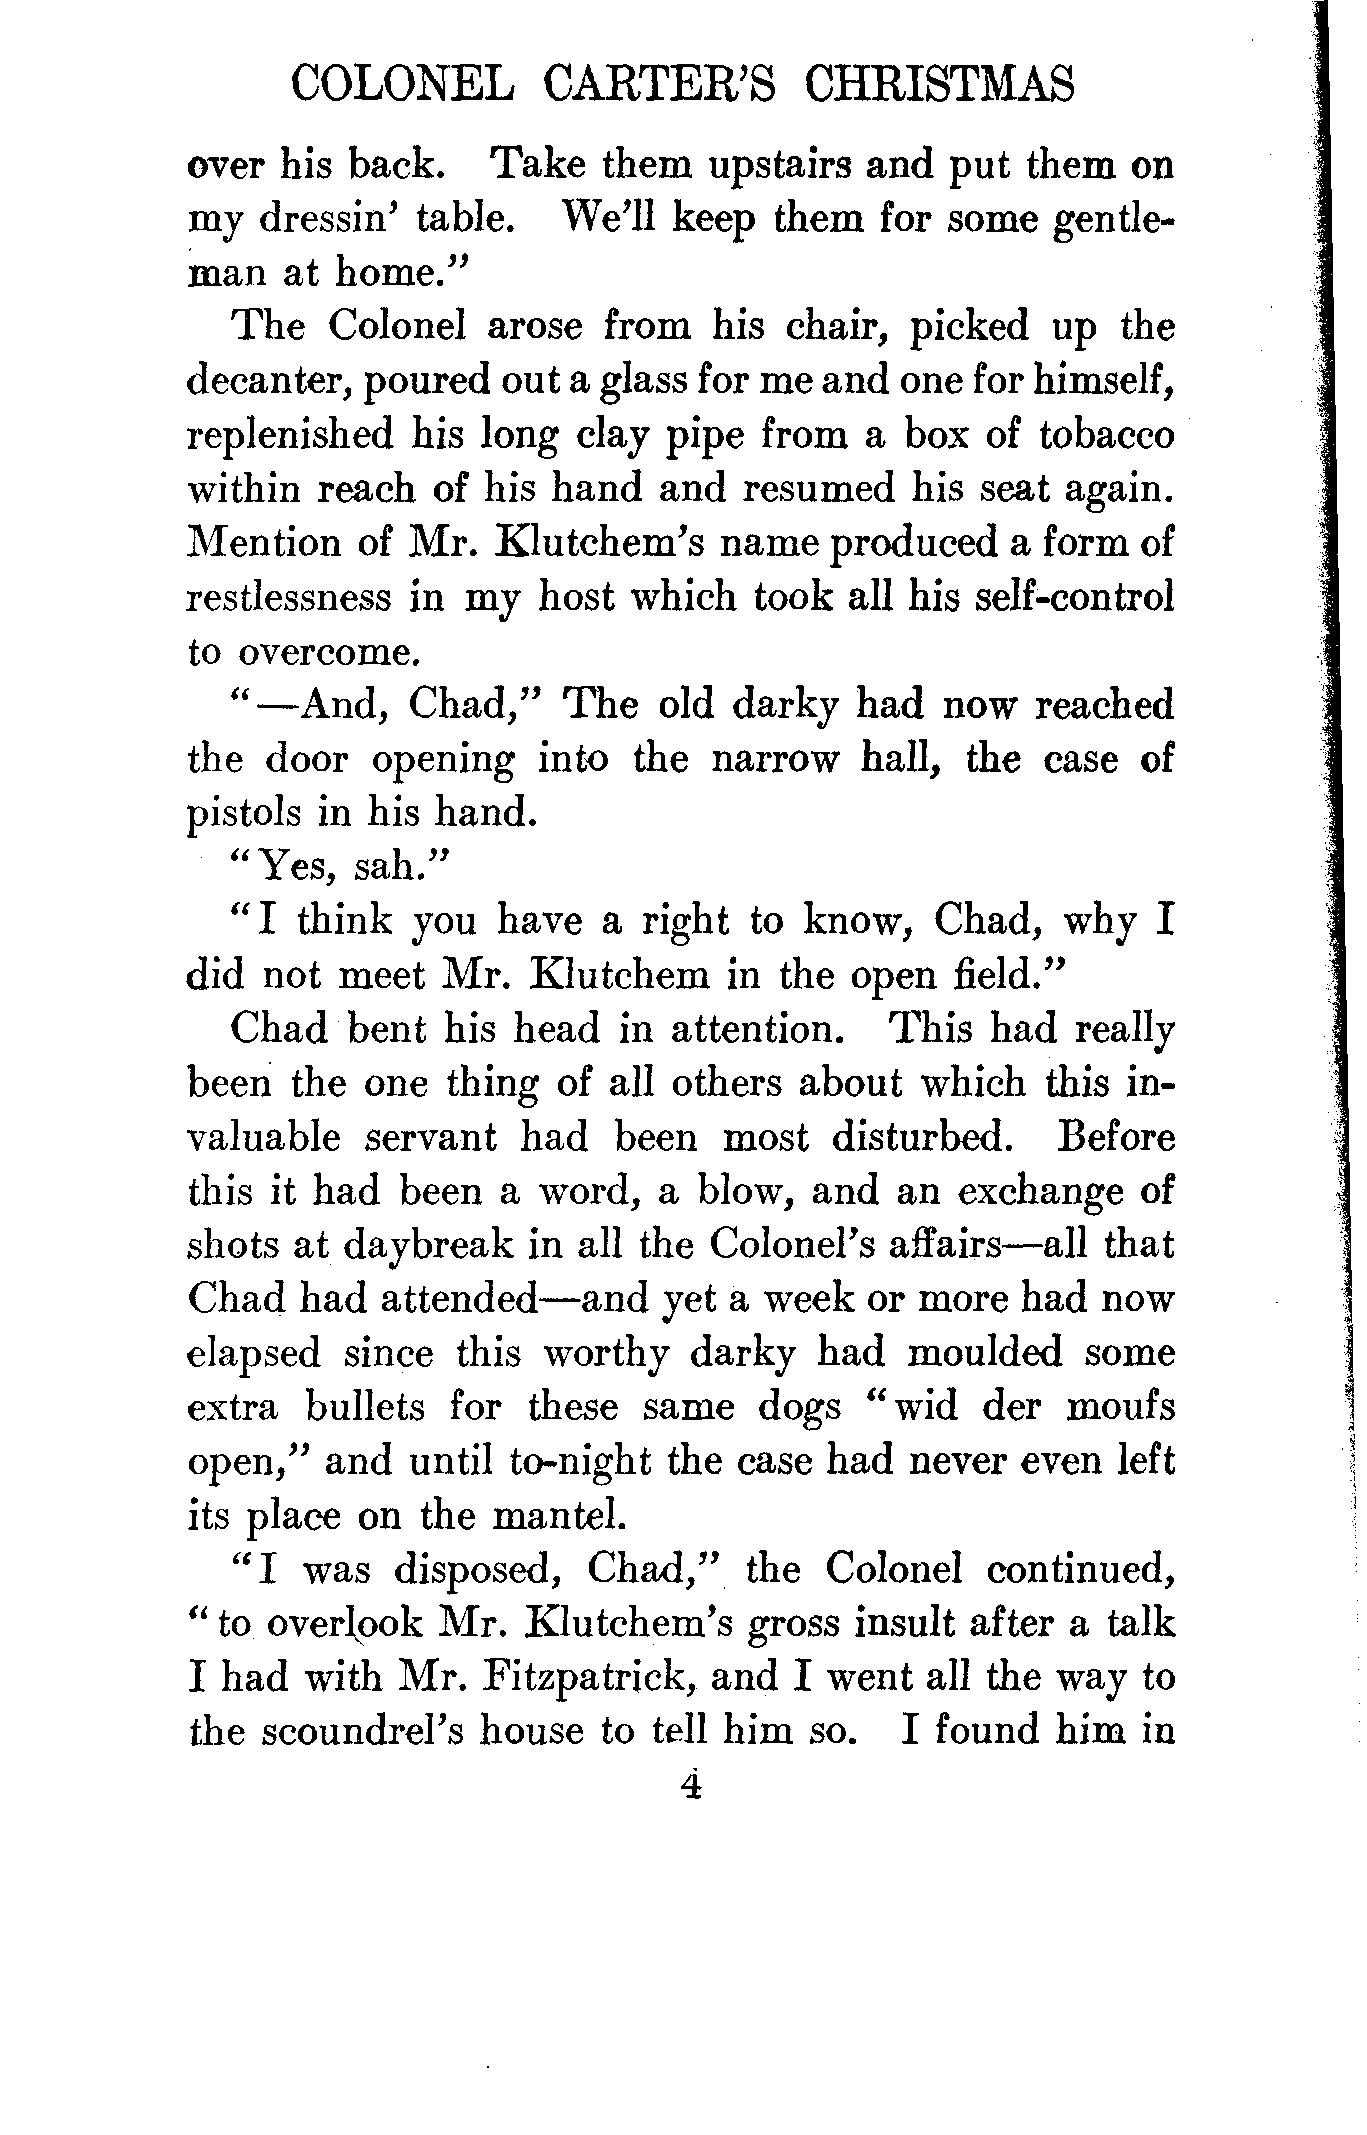 COLONEL CARTER'S CHRISTMAS
over his back. Take them upstairs and put them on
my dressin' table. We'll keep them for some gentle-
man at home."
The Colonel arose from his chair, picked up the
decanter, poured out a glass for me and one for himself,
replenished his long clay pipe from a box of tobacco
within reach of his hand and resumed his seat again.
Mention of Mr. Klutchem's name produced a form of
restlessness in my host which took all his self-control
to overcome.
"—And, Chad," The old darky had now reached
the door opening into the narrow hall, the case of
pistols in his hand.
"Yes, sah."
"I think you have a right to know, Chad, why I
did not meet Mr. Klutchem in the open field."
Chad bent his head in attention. This had really
been the one thing of all others about which this in-
valuable servant had been most disturbed. Before
this it had been a word, a blow, and an exchange of
shots at daybreak in all the Colonel's affairs—all that
Chad had attended—and yet a week or more had now
elapsed since this worthy darky had moulded some
extra bullets for these same dogs "wid der moufs
open," and until to-night the case had never even left
its place on the mantel.
"I was disposed, Chad," the Colonel continued,
"to overlook Mr. Klutchem's gross insult after a talk
I had with Mr. Fitzpatrick, and I went all the way to
the scoundrel's house to tell him so. I found him in
4